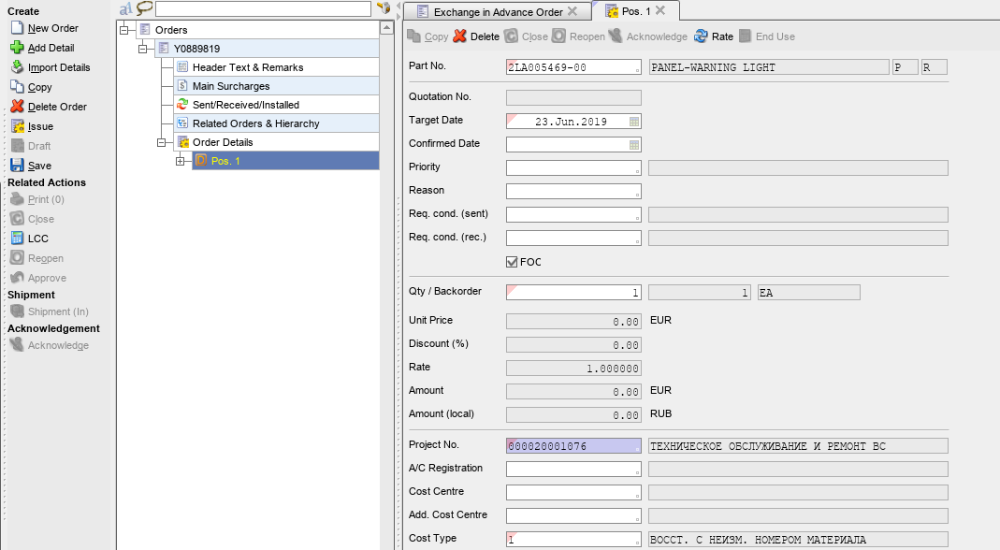 Create
New Order
Add Detail
Import Details
Copy
Delete Order
Issue
Draft
Save
Related Actions
Print (0)
Close
LCC
Reopen
Approve
Shipment
Shipment (In)
Acknowledgement
Acknowledge
Orders
Y0889819
Header Text & Remarks
Main Surcharges
Sent/Received/Installed
Related Orders & Hierarchy
Order Details
Pos. 1
Exchange in Advance Order Pos. 1
Copy Delete Close Reopen Acknowledge Rate End Use
Part No. 2LA005469-00 PANEL-WARNING LIGHT P R
Quotation No.
Target Date 23.Jun.2019
Confirmed Date
Priority
Reason
Req. cond. (sent)
Req. cond. (rec.)
FOC
Qty / Backorder 1 1 EA
Unit Price 0.00 EUR
Discount (%) 0.00
Rate 1.000000
Amount 0.00 EUR
Amount (local) 0.00 RUB
Project No. 000020001076 ТЕХНИЧЕСКОЕ ОБСЛУЖИВАНИЕ И РЕМОНТ ВС
A/C Registration
Cost Centre
Add. Cost Centre
Cost Type 1 ВОССТ. С НЕИЗМ. НОМЕРОМ МАТЕРИАЛА